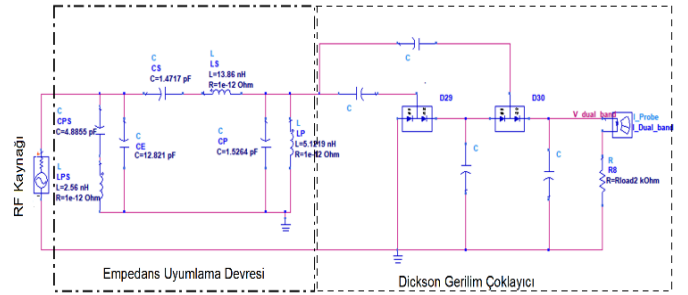 C
CS
C=1.4717 pF
L
LS
L=13.86 nH
R=1e-12 Ohm
C
C
D29
D30
V_dual_band
I_Probe
I_Dual_band
C
CPS
C=4.8855 pF
C
CE
C=12.821 pF
C
CP
C=1.5264 pF
L
LP
L=5.1219 nH
R=1e-12 Ohm
C
C
R
R8
R=Rload2 kOhm
L
LPS
L=2.56 nH
R=1e-12 Ohm
RF Kaynağı
Empedans Uyumlama Devresi
Dickson Gerilim Çoklayıcı